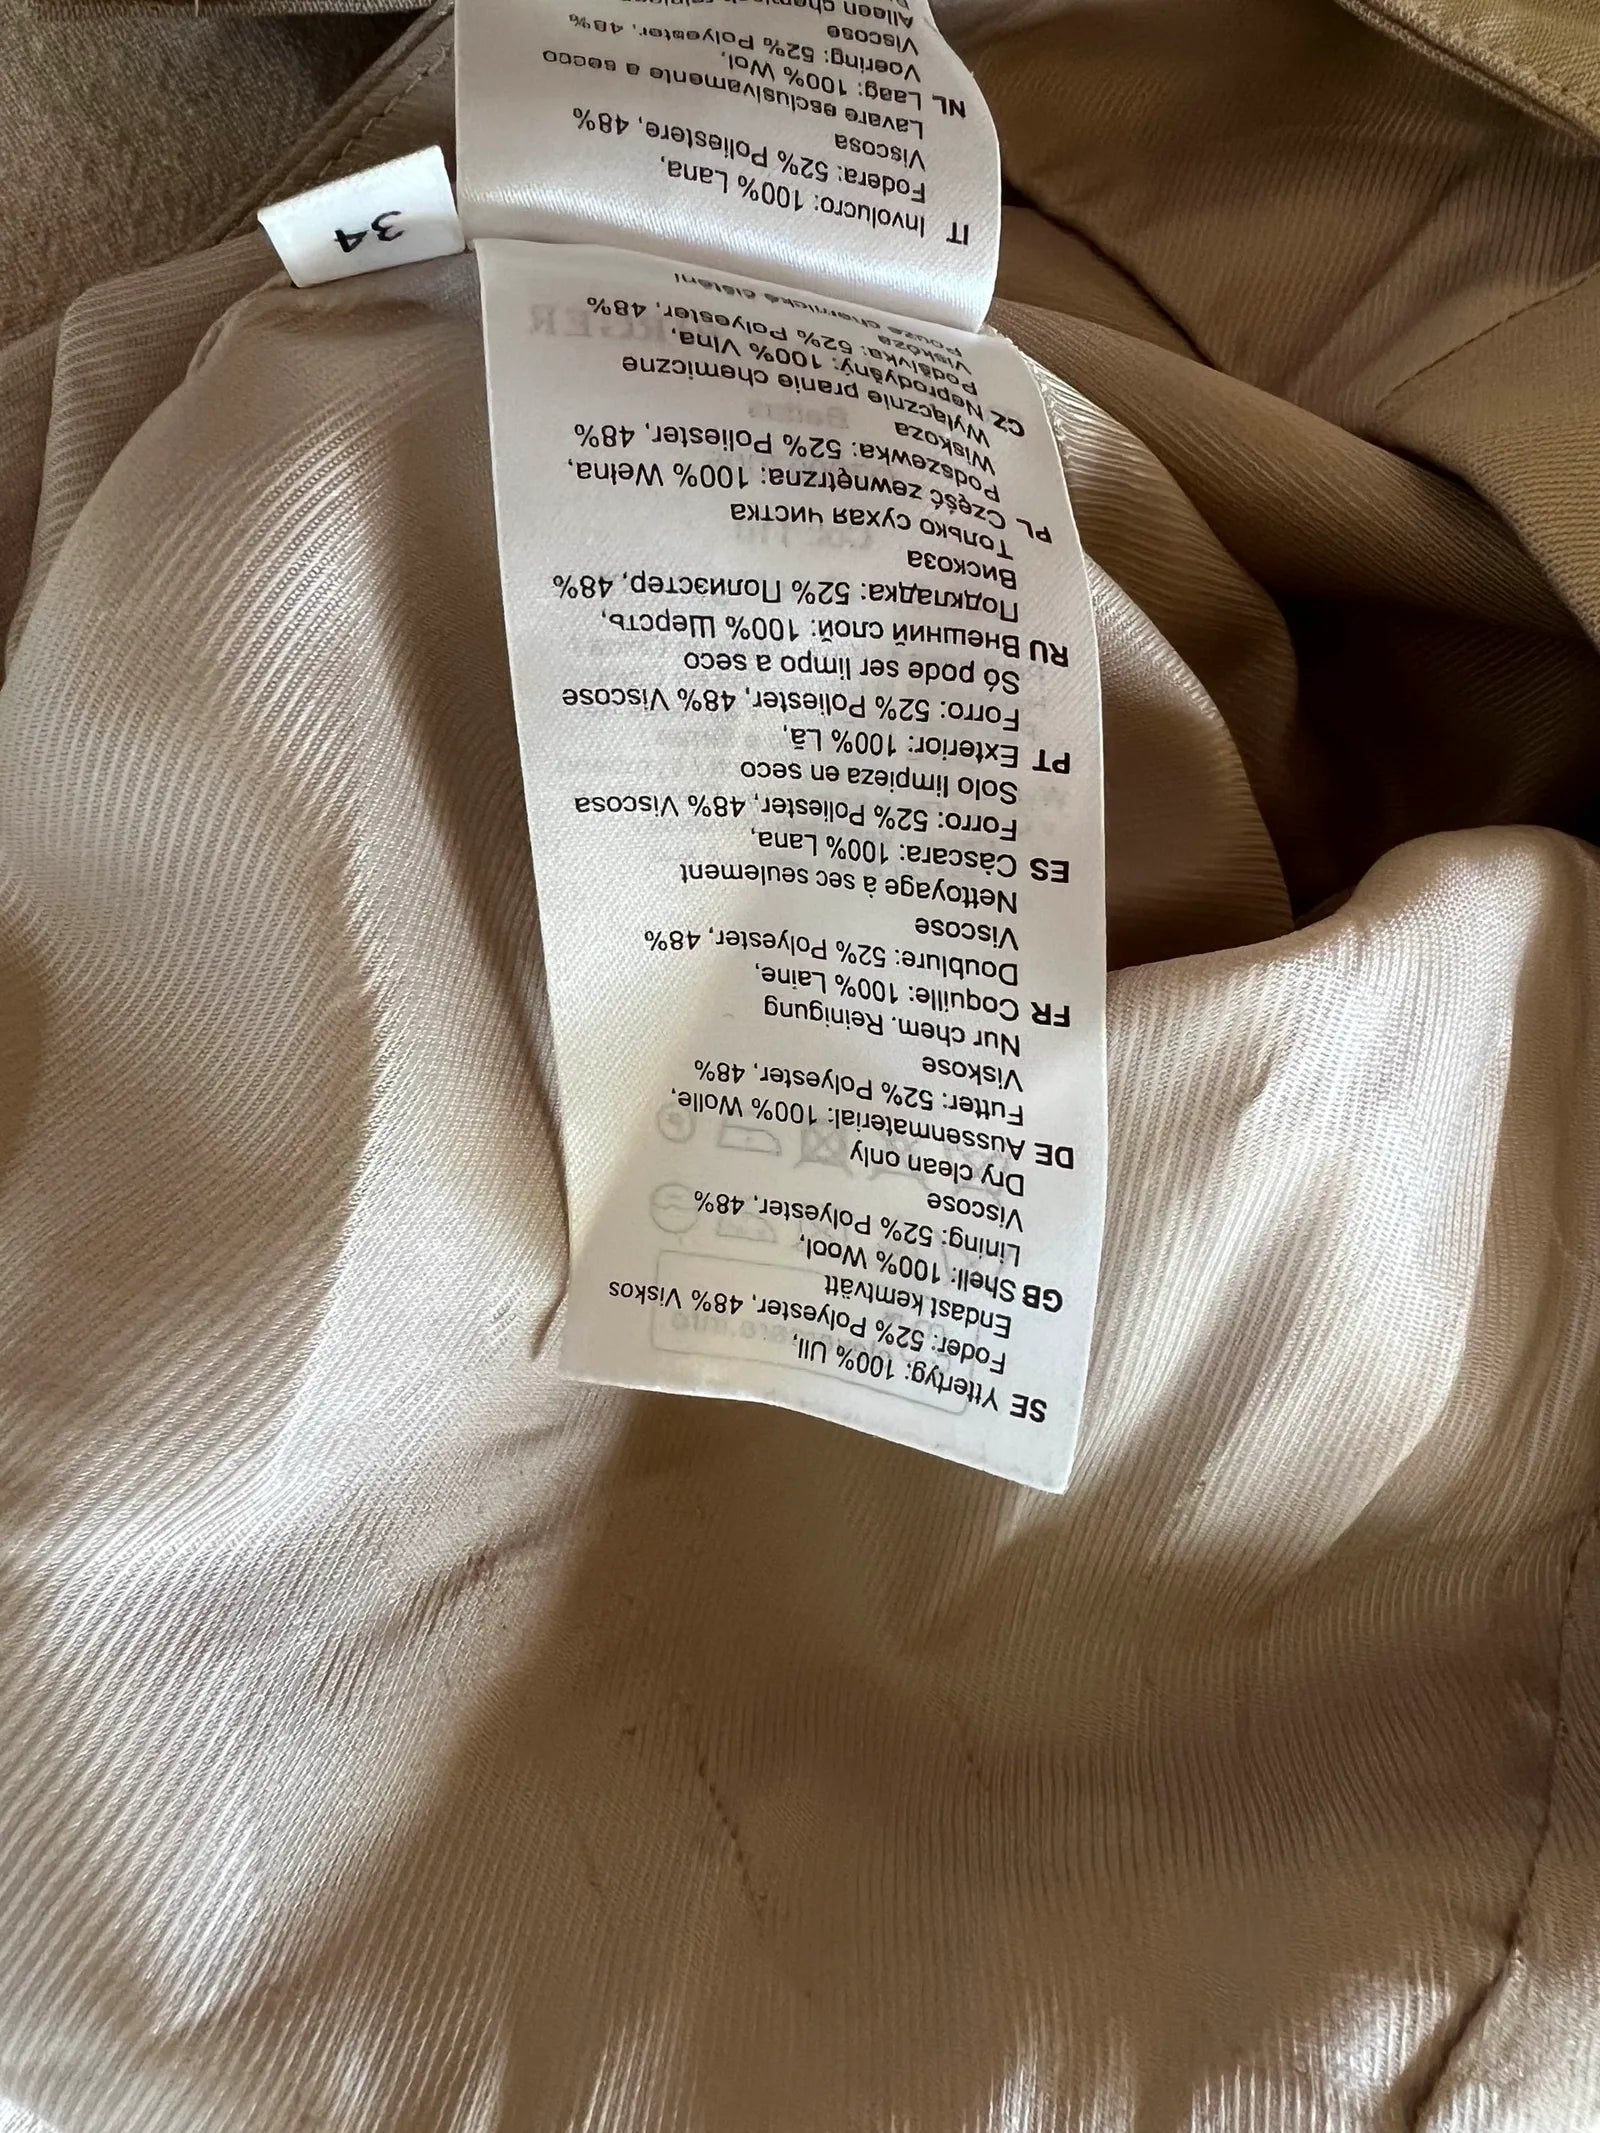 SE Yttertyg: 100% Ull,
Foder: 52% Polyester, 48% Viskos
Endast kemtvätt
GB Shell: 100% Wool,
Lining: 52% Polyester, 48%
Viscose
Dry clean only
DE Aussenmaterial: 100% Wolle,
Futter: 52% Polyester, 48%
Viskose
Nur chem. Reinigung
FR Coquille: 100% Laine,
Doublure: 52% Polyester, 48%
Viscose
Nettoyage à sec seulement
ES Cáscara: 100% Lana,
Forro: 52% Poliester, 48% Viscosa
Solo limpieza en seco
PT Exterior: 100% Lã,
Forro: 52% Poliester, 48% Viscose
Só pode ser limpo a seco
RU Внешний слой: 100% Шерсть,
Подкладка: 52% Полиэстер, 48%
Вискоза
Только сухая чистка
PL Część zewnętrzna: 100% Wełna,
Podszewka: 52% Poliester, 48%
Wiskoza
Wyłącznie pranie chemiczne
CZ Neprodyšný: 100% Vlna,
Podšívka: 52% Polyester, 48%
Viskóza
Pouze chemické čištění
IT Involucro: 100% Lana,
Fodera: 52% Poliestere, 48%
Viscosa
Lavare esclusivamente a secco
NL Laag: 100% Wol,
Voering: 52% Polyester, 48%
Viscose
Alleen
34